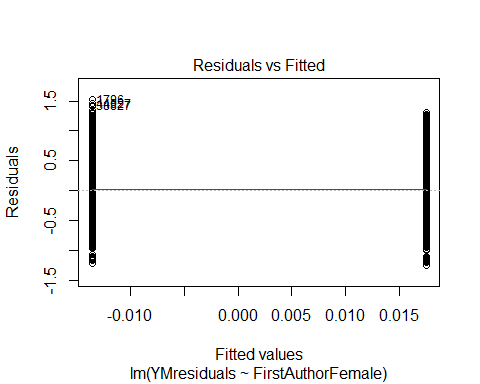 Residuals vs Fitted
1796
Residuals
-1.5
-0.5
0.5
1.5
-0.010
0.000
0.005
0.010
0.015
Fitted values
lm(YMresiduals ~ FirstAuthorFemale)